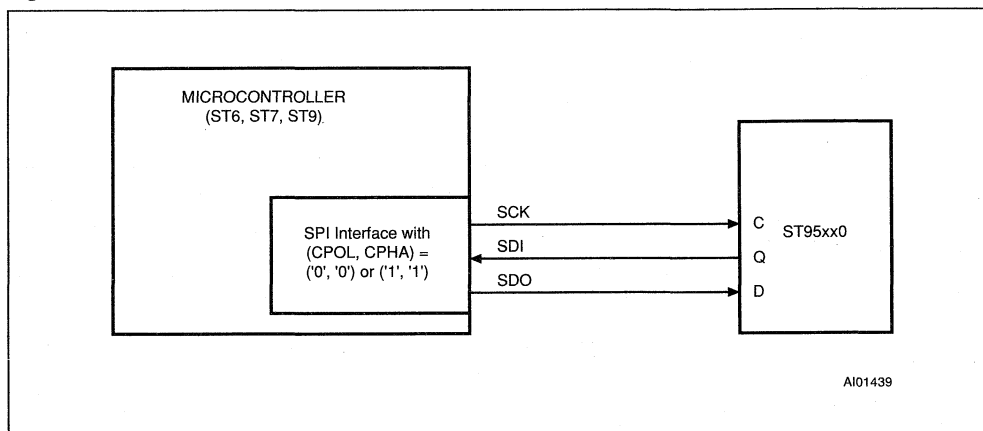 MICROCONTROLLER
(ST6, ST7, ST9)
SPI Interface with
(CPOL, CPHA) =
('0', '0') or ('1', '1')
SCK
SDI
SDO
C
Q
D
ST95xx0
AI01439